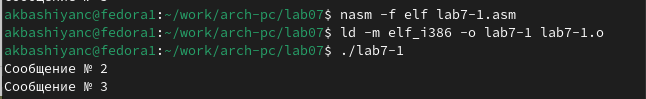 akbashiyanc@fedora1:~/work/arch-pc/lab07$ nasm -f elf lab7-1.asm
akbashiyanc@fedora1:~/work/arch-pc/lab07$ ld -m elf_i386 -o lab7-1 lab7-1.o
akbashiyanc@fedora1:~/work/arch-pc/lab07$ ./lab7-1
Сообщение № 2
Сообщение № 3